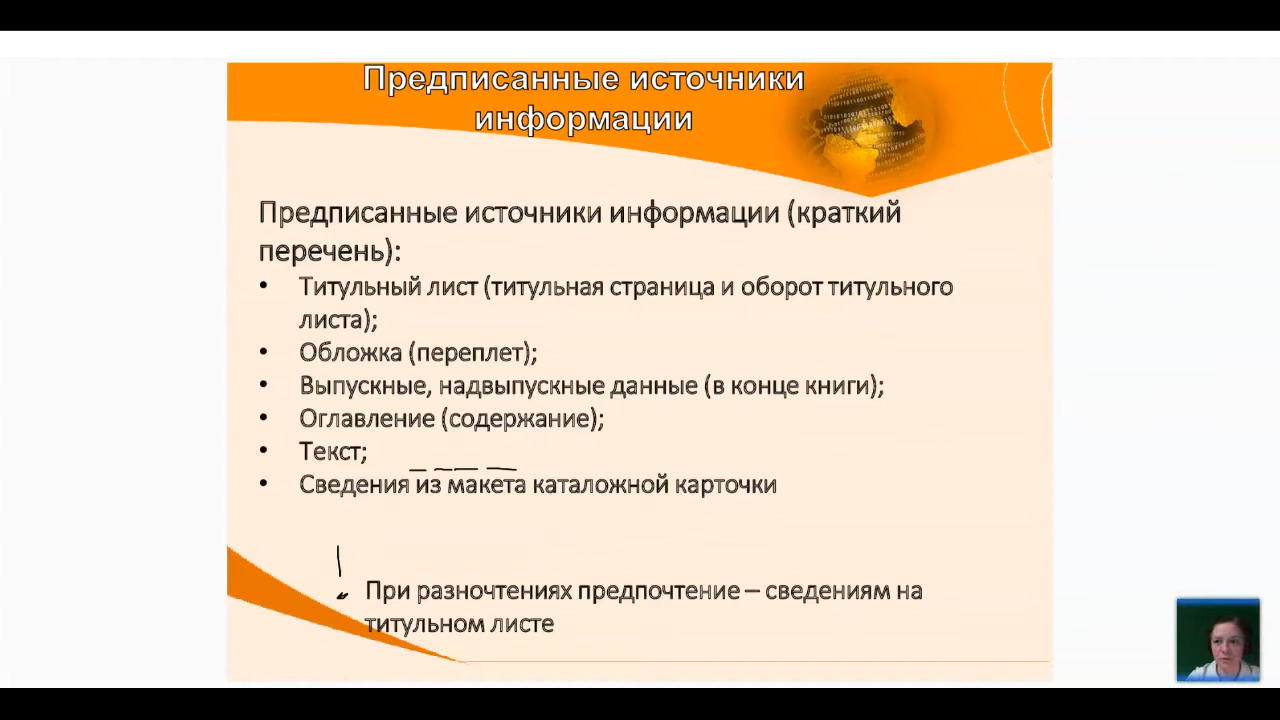 Предписанные источники
информации
Предписанные источники информации (краткий
перечень):
• Титульный лист (титульная страница и оборот титульного
листа);
• Обложка (переплет);
• Выпускные, надвыпускные данные (в конце книги);
• Оглавление (содержание);
• Текст;
• Сведения из макета каталожной карточки
При разночтениях предпочтение – сведениям на
титульном листе